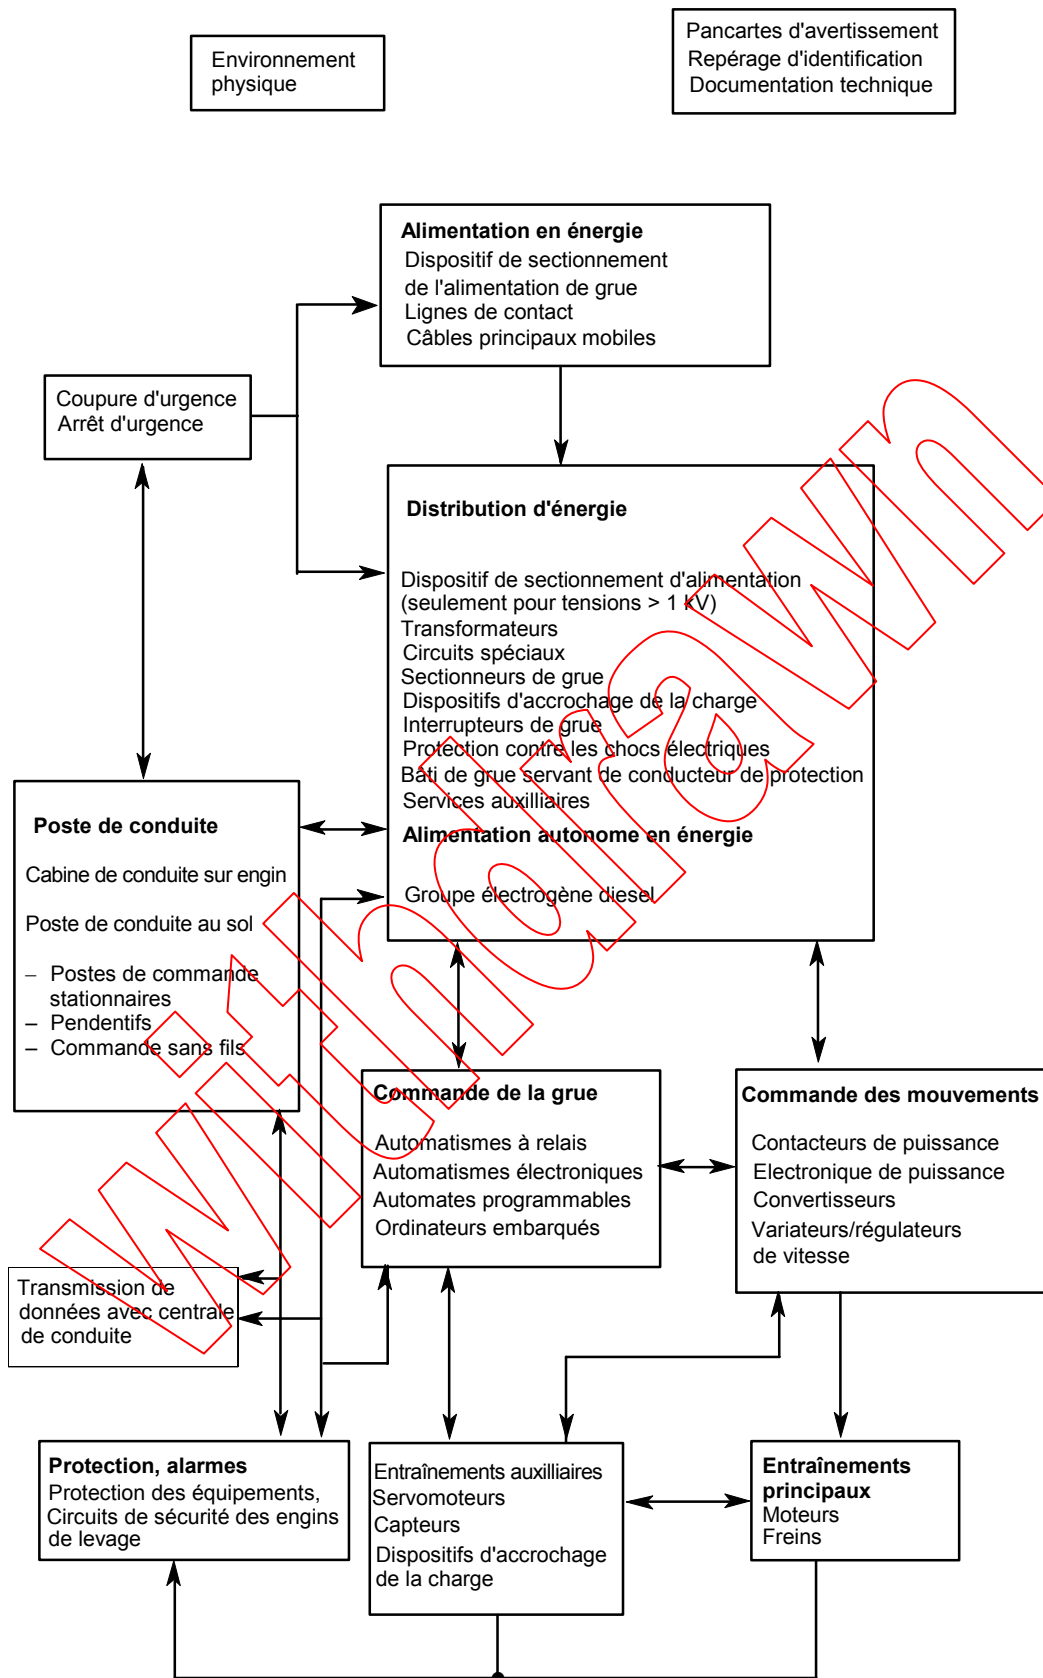 Environnement
physique
Pancartes d'avertissement
Repérage d'identification
Documentation technique
Alimentation en énergie
Dispositif de sectionnement
de l'alimentation de grue
Lignes de contact
Câbles principaux mobiles
Coupure d'urgence
Arrêt d'urgence
Distribution d'énergie
Dispositif de sectionnement d'alimentation
(seulement pour tensions > 1 kV)
Transformateurs
Circuits spéciaux
Sectionneurs de grue
Dispositifs d'accrochage de la charge
Interrupteurs de grue
Protection contre les chocs électriques
Bâti de grue servant de conducteur de protection
Services auxilliaires
Alimentation autonome en énergie
Groupe électrogène diesel
Poste de conduite
Cabine de conduite sur engin
Poste de conduite au sol
– Postes de commande
stationnaires
– Pendentifs
– Commande sans fils
Commande de la grue
Automatismes à relais
Automatismes électroniques
Automates programmables
Ordinateurs embarqués
Commande des mouvements
Contacteurs de puissance
Electronique de puissance
Convertisseurs
Variateurs/régulateurs
de vitesse
Transmission de
données avec centrale
de conduite
Protection, alarmes
Protection des équipements,
Circuits de sécurité des engins
de levage
Entraînements auxilliaires
Servomoteurs
Capteurs
Dispositifs d'accrochage
de la charge
Entraînements
principaux
Moteurs
Freins
Withdrawn